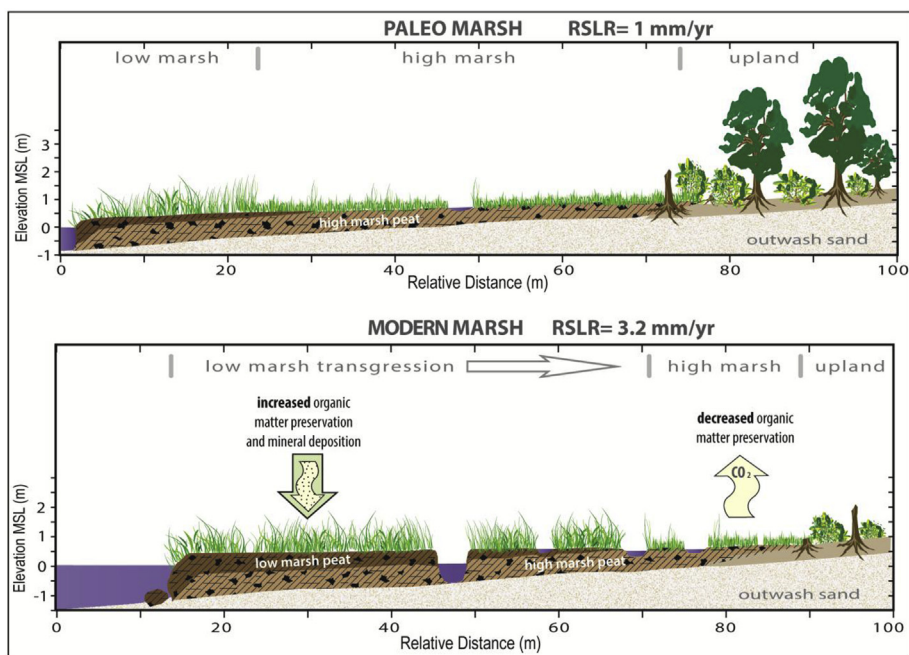 PALEO MARSH RSLR= 1 mm/yr
low marsh high marsh upland
Elevation MSL (m)
3
2
1
0
-1
high marsh peat
outwash sand
0 20 40 60 80 100
Relative Distance (m)
MODERN MARSH RSLR= 3.2 mm/yr
low marsh transgression high marsh upland
increased organic
matter preservation
and mineral deposition
decreased organic
matter preservation
CO2
Elevation MSL (m)
2
1
0
-1
low marsh peat
high marsh peat
outwash sand
0 20 40 60 80 100
Relative Distance (m)